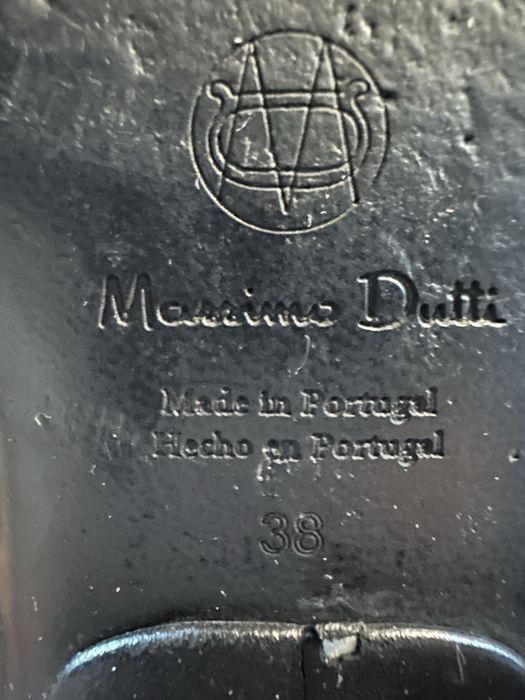 Massimo Dutti
Made in Portugal
Hecho en Portugal
38